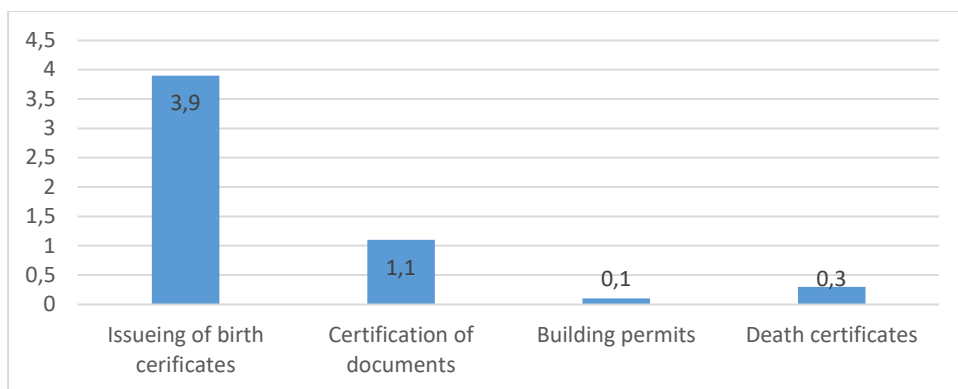 4,5
4
3,5
3
2,5
2
1,5
1
0,5
0
3,9
1,1
0,1
0,3
Issueing of birth
cerificates
Certification of
documents
Building permits
Death certificates